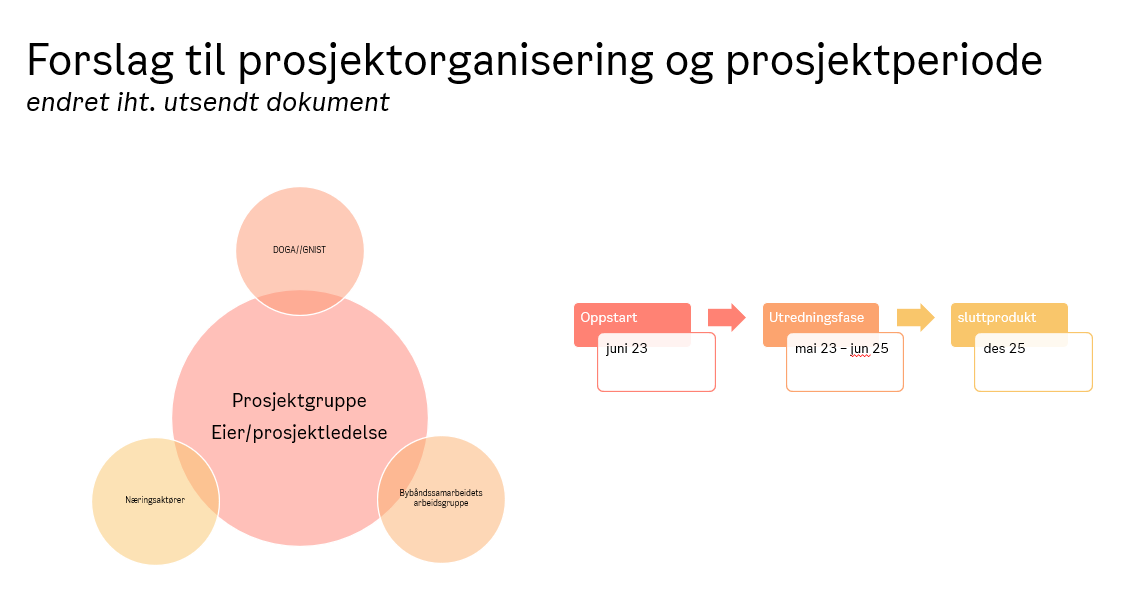 Forslag til prosjektorganisering og prosjektperiode
endret iht. utsendt dokument
DOGA//GNIST
Prosjektgruppe
Eier/prosjektledelse
Næringsaktører
Bybåndssamarbeidets
arbeidsgruppe
Oppstart
juni 23
Utredningsfase
mai 23 – jun 25
sluttprodukt
des 25